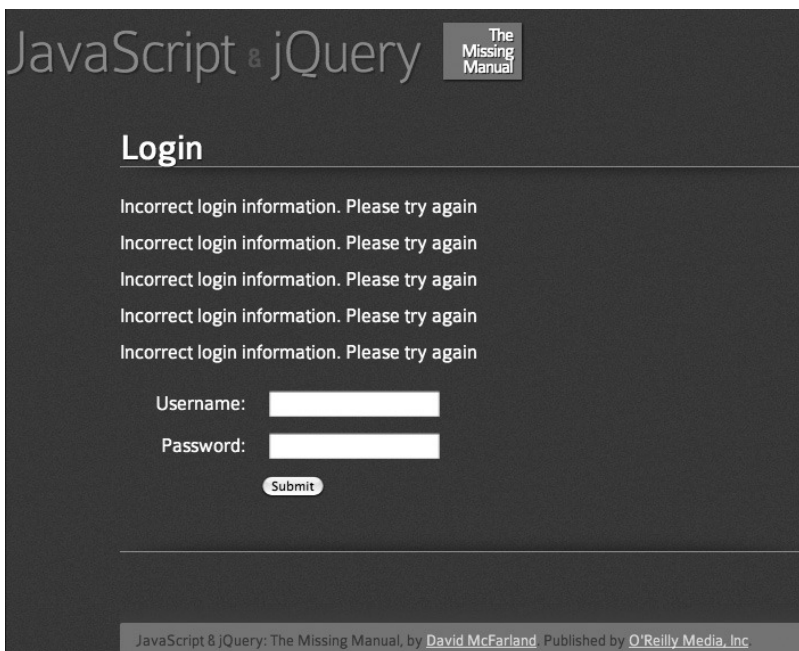 JavaScript & jQuery
The
Missing
Manual
Login
Incorrect login information. Please try again
Incorrect login information. Please try again
Incorrect login information. Please try again
Incorrect login information. Please try again
Incorrect login information. Please try again
Username:
Password:
Submit
JavaScript & jQuery: The Missing Manual, by David McFarland. Published by O'Reilly Media, Inc.